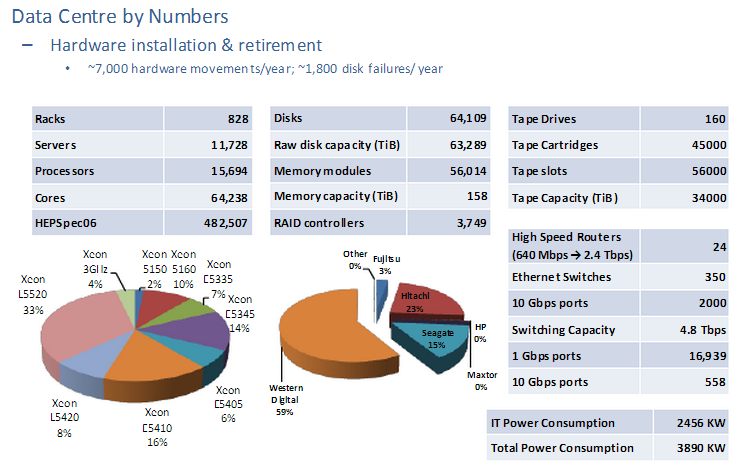 Data Centre by Numbers
– Hardware installation & retirement
• ~7,000 hardware movements/year; ~1,800 disk failures/year
Racks 828
Servers 11,728
Processors 15,694
Cores 64,238
HEPSpec06 482,507
Disks 64,109
Raw disk capacity (TiB) 63,289
Memory modules 56,014
Memory capacity (TiB) 158
RAID controllers 3,749
Tape Drives 160
Tape Cartridges 45000
Tape slots 56000
Tape Capacity (TiB) 34000
High Speed Routers
(640 Mbps → 2.4 Tbps) 24
Ethernet Switches 350
10 Gbps ports 2000
Switching Capacity 4.8 Tbps
1 Gbps ports 16,939
10 Gbps ports 558
IT Power Consumption 2456 KW
Total Power Consumption 3890 KW
Xeon
3GHz
4%
Xeon
5150
2%
Xeon
5160
10%
Xeon
E5335
7%
Xeon
E5345
14%
Xeon
E5405
6%
Xeon
E5410
16%
Xeon
L5420
8%
Xeon
L5520
33%
Other
0%
Fujitsu
3%
Hitachi
23%
HP
0%
Seagate
15%
Maxtor
0%
Western
Digital
59%